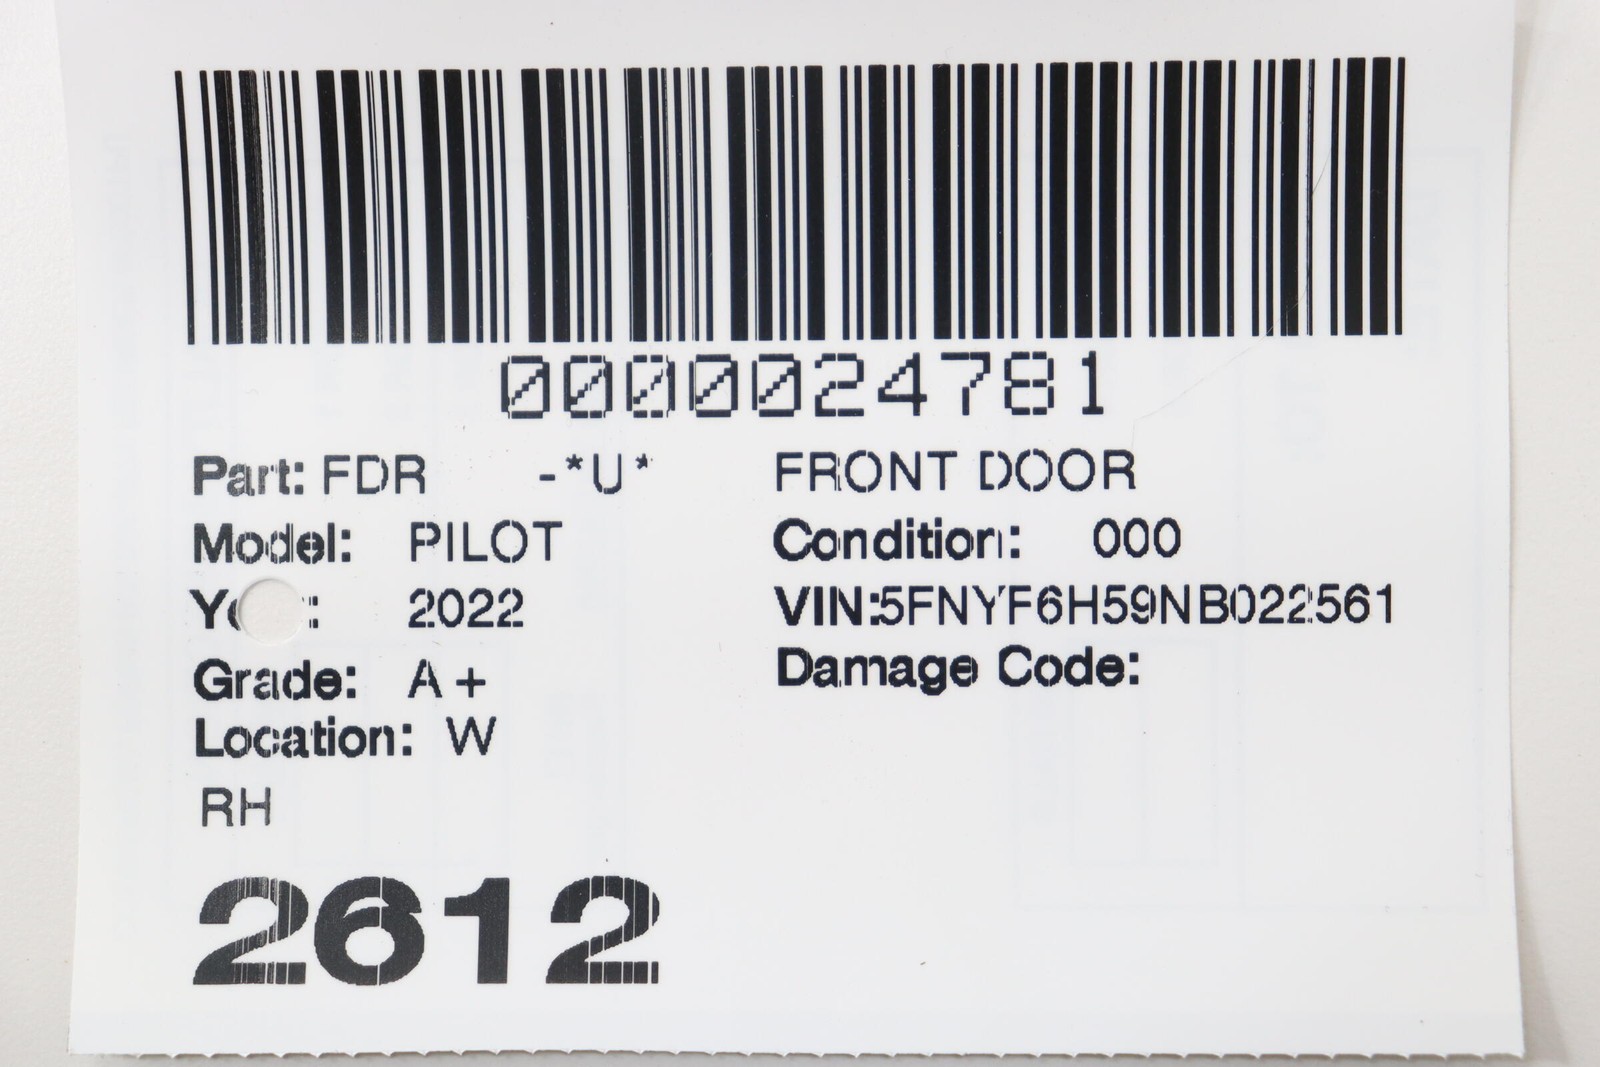 0000024781
Part: FDR -*U* FRONT DOOR
Model: PILOT Condition: 000
2022 VIN:5FNYF6H59NB022561
Grade: A+ Damage Code:
Location: W
RH
2612